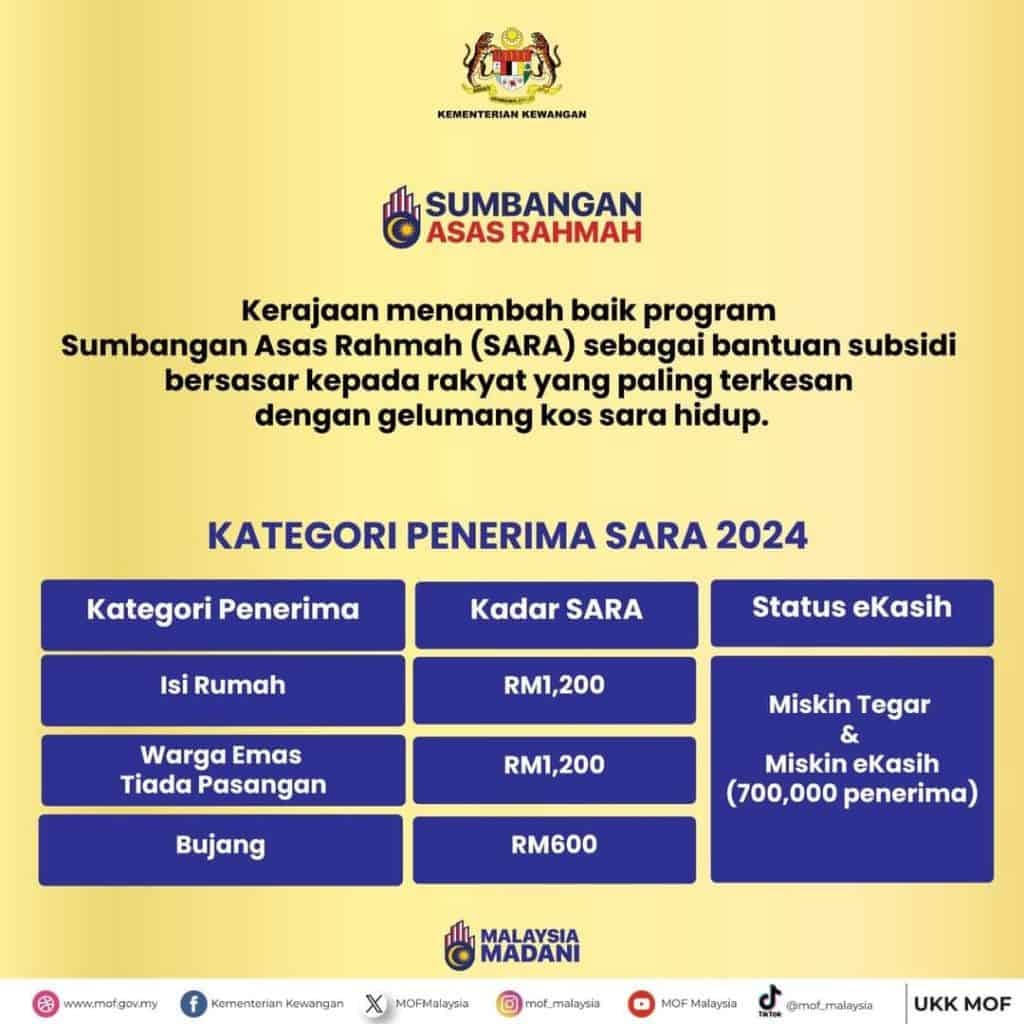 KEMENTERIAN KEWANGAN
SUMBANGAN
ASAS RAHMAH
Kerajaan menambah baik program
Sumbangan Asas Rahmah (SARA) sebagai bantuan subsidi
bersasar kepada rakyat yang paling terkesan
dengan gelumang kos sara hidup.
KATEGORI PENERIMA SARA 2024
Kategori Penerima
Kadar SARA
Status eKasih
Isi Rumah
RM1,200
Warga Emas
Tiada Pasangan
RM1,200
Bujang
RM600
Miskin Tegar
&
Miskin eKasih
(700,000 penerima)
MALAYSIA
MADANI
www.mof.gov.my
Kementerian Kewangan
MOFMalaysia
mof_malaysia
MOF Malaysia
TikTok
@mof_malaysia
UKK MOF